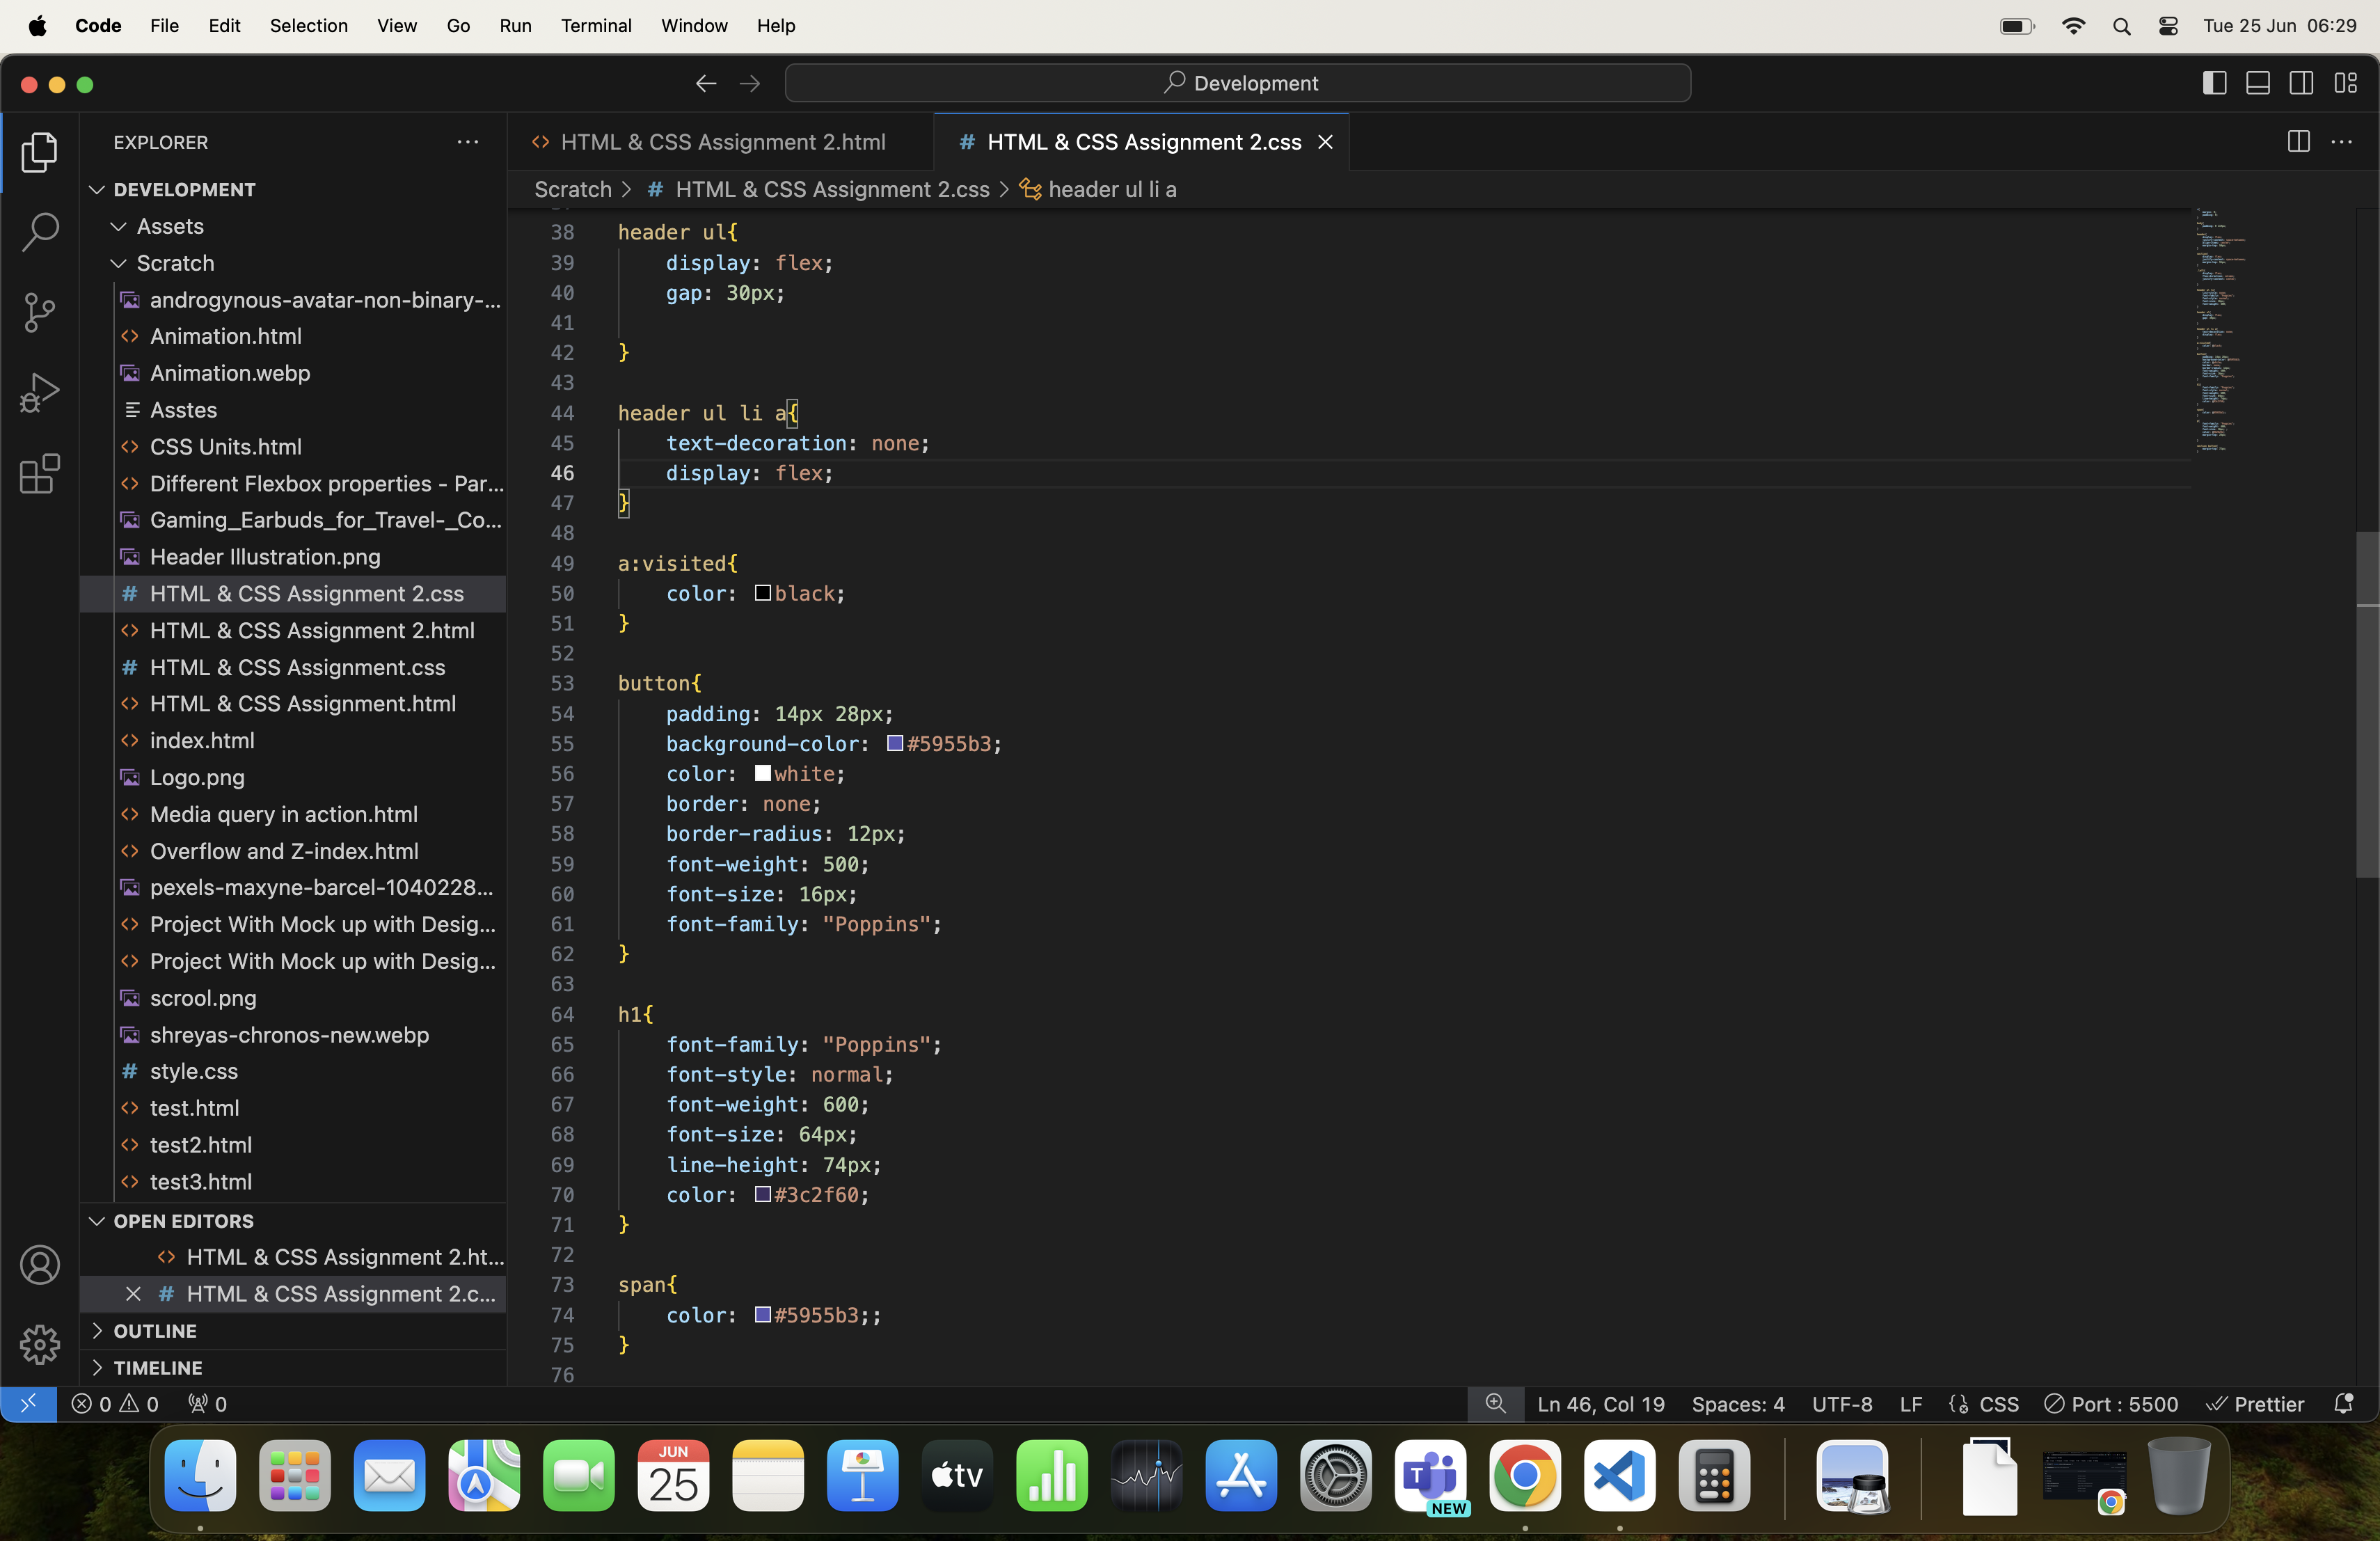 Code File Edit Selection View Go Run Terminal Window Help Tue 25 Jun 06:29
Development
EXPLORER
HTML & CSS Assignment 2.html
HTML & CSS Assignment 2.css
DEVELOPMENT
Scratch > # HTML & CSS Assignment 2.css > header ul li a
Assets
Scratch
androgynous-avatar-non-binary-...
Animation.html
Animation.webp
Asstes
CSS Units.html
Different Flexbox properties - Par...
Gaming_Earbuds_for_Travel-_Co...
Header Illustration.png
HTML & CSS Assignment 2.css
HTML & CSS Assignment 2.html
HTML & CSS Assignment.css
HTML & CSS Assignment.html
index.html
Logo.png
Media query in action.html
Overflow and Z-index.html
pexels-maxyne-barcel-1040228...
Project With Mock up with Desig...
Project With Mock up with Desig...
scrool.png
shreyas-chronos-new.webp
style.css
test.html
test2.html
test3.html
OPEN EDITORS
HTML & CSS Assignment 2.ht...
HTML & CSS Assignment 2.c...
OUTLINE
TIMELINE
38 header ul{
39 display: flex;
40 gap: 30px;
41
42 }
43
44 header ul li a{
45 text-decoration: none;
46 display: flex;
47 }
48
49 a:visited{
50 color: black;
51 }
52
53 button{
54 padding: 14px 28px;
55 background-color: #5955b3;
56 color: white;
57 border: none;
58 border-radius: 12px;
59 font-weight: 500;
60 font-size: 16px;
61 font-family: "Poppins";
62 }
63
64 h1{
65 font-family: "Poppins";
66 font-style: normal;
67 font-weight: 600;
68 font-size: 64px;
69 line-height: 74px;
70 color: #3c2f60;
71 }
72
73 span{
74 color: #5955b3;;
75 }
76
0 0 0 Ln 46, Col 19 Spaces: 4 UTF-8 LF CSS Port : 5500 Prettier
JUN
25
tv
T
NEW